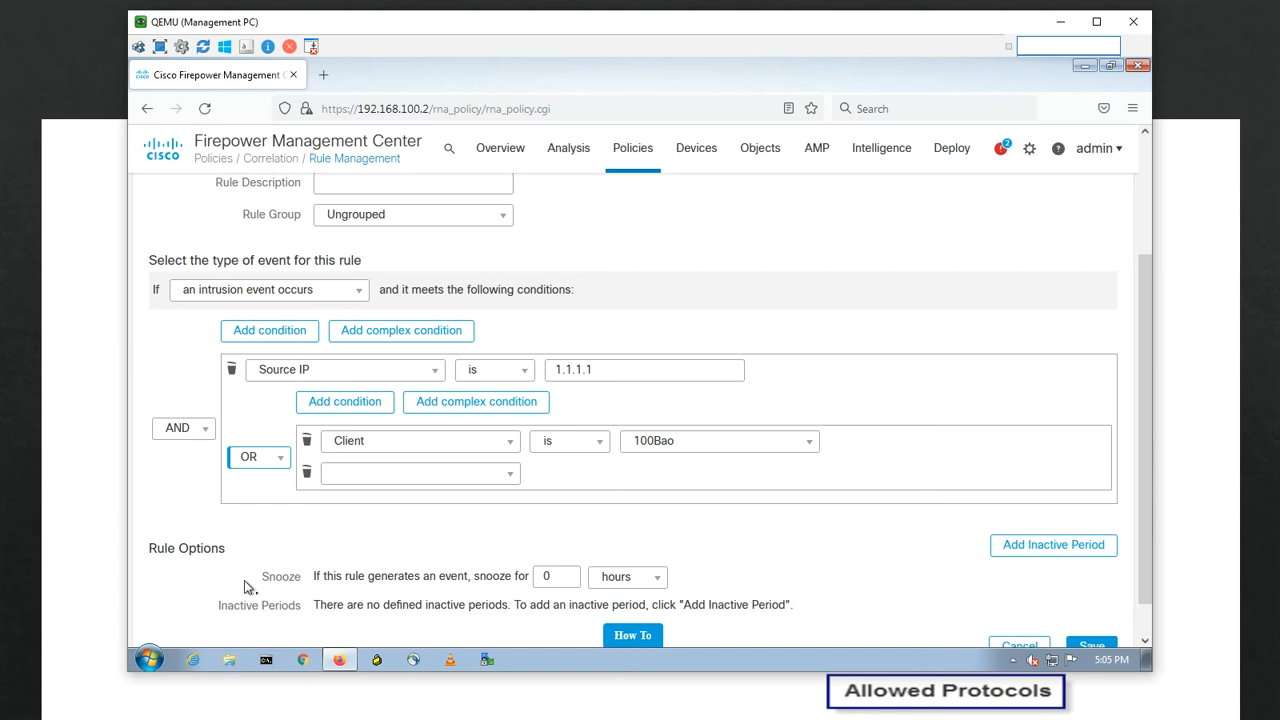 QEMU (Management PC)
Cisco Firepower Management C
https://192.168.100.2/rna_policy/rna_policy.cgi
Search
CISCO
Firepower Management Center
Policies / Correlation / Rule Management
Overview
Analysis
Policies
Devices
Objects
AMP
Intelligence
Deploy
2
admin
Rule Description
Rule Group
Ungrouped
Select the type of event for this rule
If
an intrusion event occurs
and it meets the following conditions:
Add condition
Add complex condition
Source IP
is
1.1.1.1
Add condition
Add complex condition
AND
Client
is
100Bao
OR
Rule Options
Add Inactive Period
Snooze
If this rule generates an event, snooze for
0
hours
Inactive Periods
There are no defined inactive periods. To add an inactive period, click "Add Inactive Period".
How To
Cancel
Save
5:05 PM
Allowed Protocols